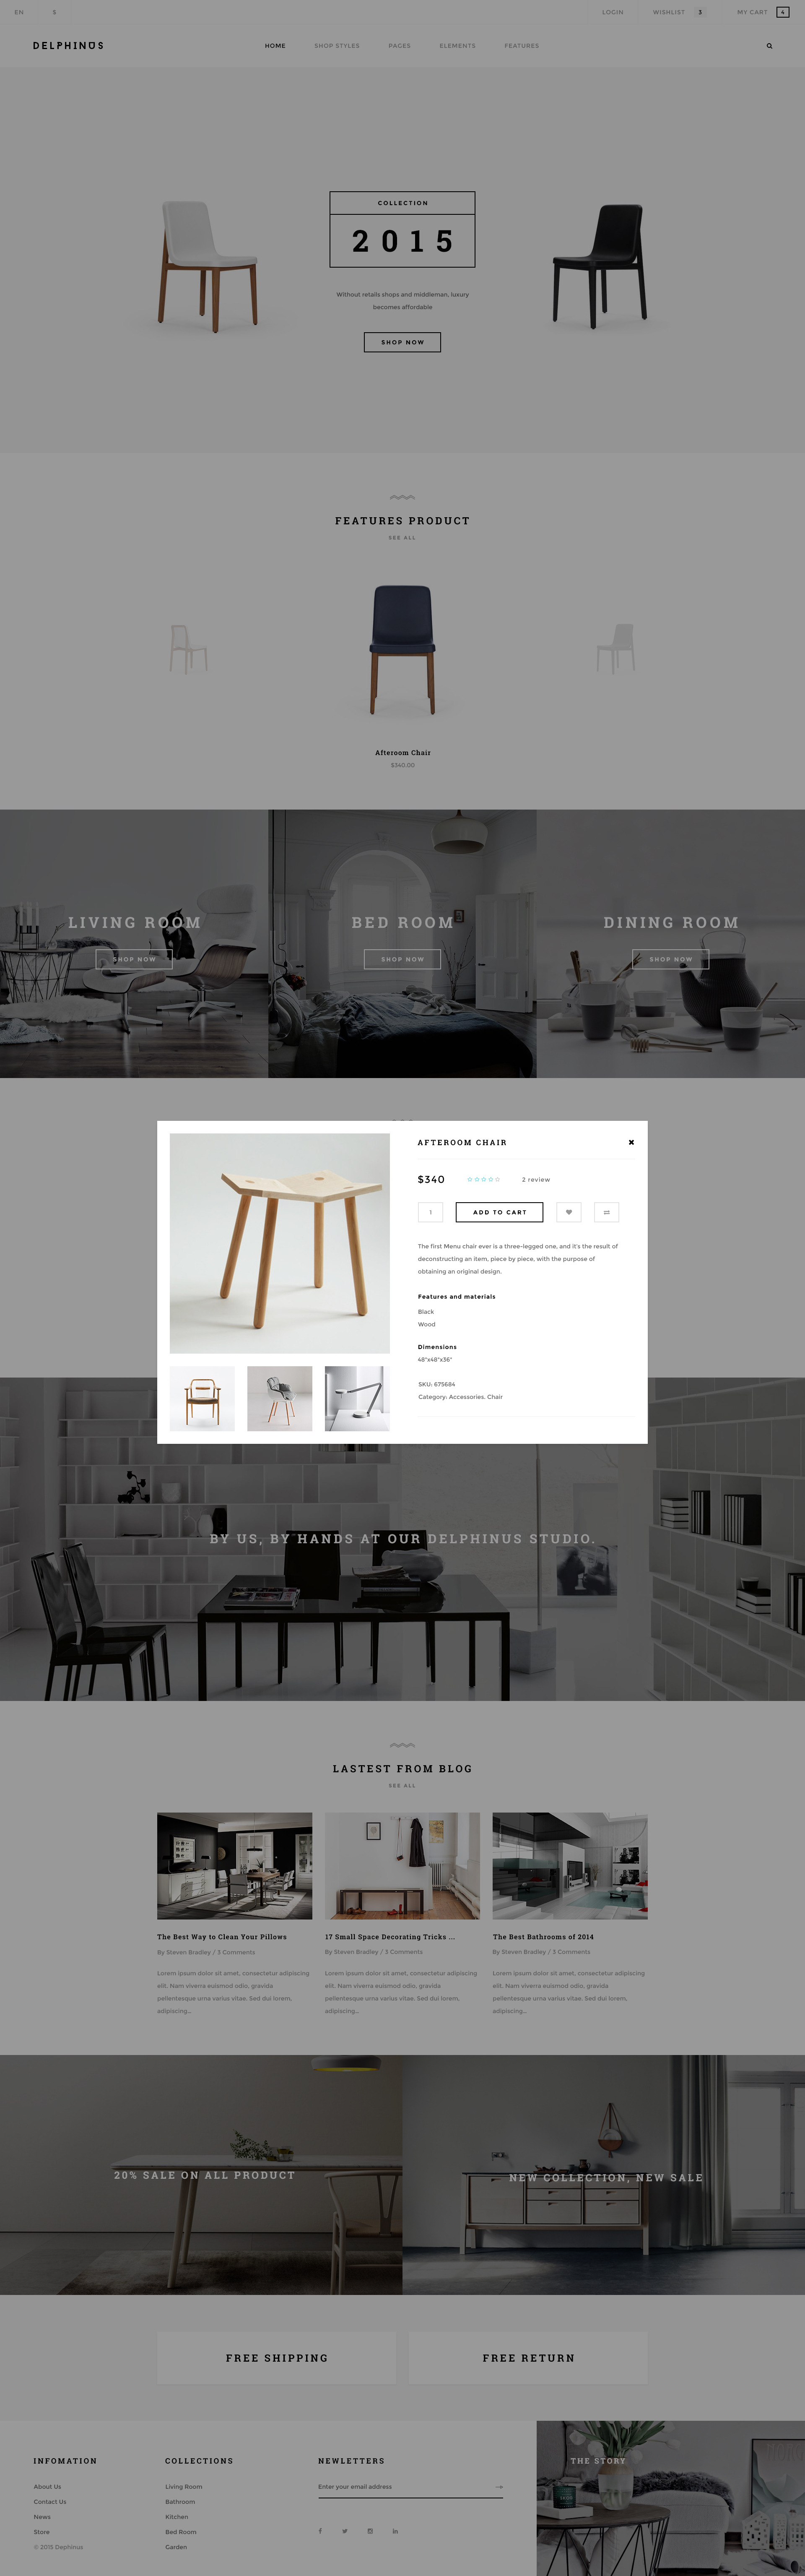 EN $ LOGIN WISHLIST 3 MY CART 4
DELPHINUS HOME SHOP STYLES PAGES ELEMENTS FEATURES
COLLECTION
2015
Without retails shops and middleman, luxury
becomes affordable
SHOP NOW
FEATURES PRODUCT
SEE ALL
Afteroom Chair
$340.00
LIVING ROOM
SHOP NOW
BED ROOM
SHOP NOW
DINING ROOM
SHOP NOW
AFTEROOM CHAIR
$340 2 review
1 ADD TO CART
The first Menu chair ever is a three-legged one, and it's the result of
deconstructing an item, piece by piece, with the purpose of
obtaining an original design.
Features and materials
Black
Wood
Dimensions
48"x48"x36"
SKU: 675684
Category: Accessories. Chair
BY US, BY HANDS AT OUR DELPHINUS STUDIO.
LASTEST FROM BLOG
SEE ALL
The Best Way to Clean Your Pillows
By Steven Bradley / 3 Comments
Lorem ipsum dolor sit amet, consectetur adipiscing
elit. Nam viverra euismod odio, gravida
pellentesque urna varius vitae. Sed dui lorem,
adipiscing...
17 Small Space Decorating Tricks ...
By Steven Bradley / 3 Comments
Lorem ipsum dolor sit amet, consectetur adipiscing
elit. Nam viverra euismod odio, gravida
pellentesque urna varius vitae. Sed dui lorem,
adipiscing...
The Best Bathrooms of 2014
By Steven Bradley / 3 Comments
Lorem ipsum dolor sit amet, consectetur adipiscing
elit. Nam viverra euismod odio, gravida
pellentesque urna varius vitae. Sed dui lorem,
adipiscing...
20% SALE ON ALL PRODUCT
NEW COLLECTION, NEW SALE
FREE SHIPPING
FREE RETURN
INFOMATION
About Us
Contact Us
News
Store
© 2015 Dephinus
COLLECTIONS
Living Room
Bathroom
Kitchen
Bed Room
Garden
NEWLETTERS
Enter your email address
THE STORY